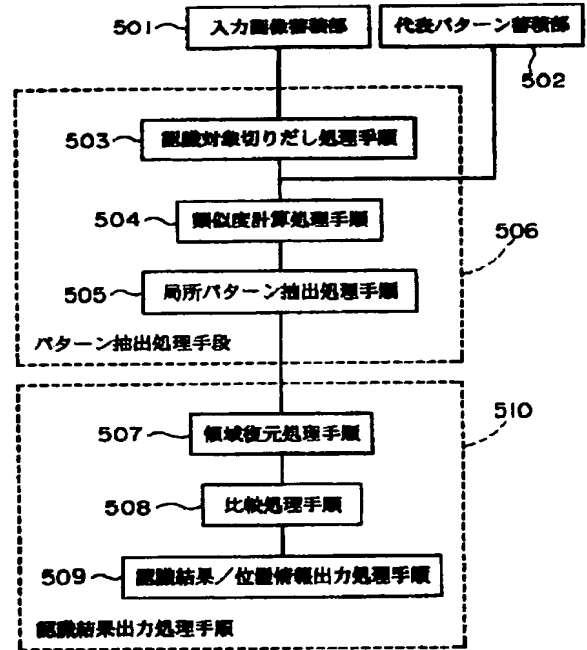 501 入力画像蓄積部 代表パターン蓄積部
502
503 認識対象切りだし処理手順
504 類似度計算処理手順
506
505 局所パターン抽出処理手順
パターン抽出処理手段
510
507 領域復元処理手順
508 比較処理手順
509 認識結果/位置情報出力処理手順
認識結果出力処理手順